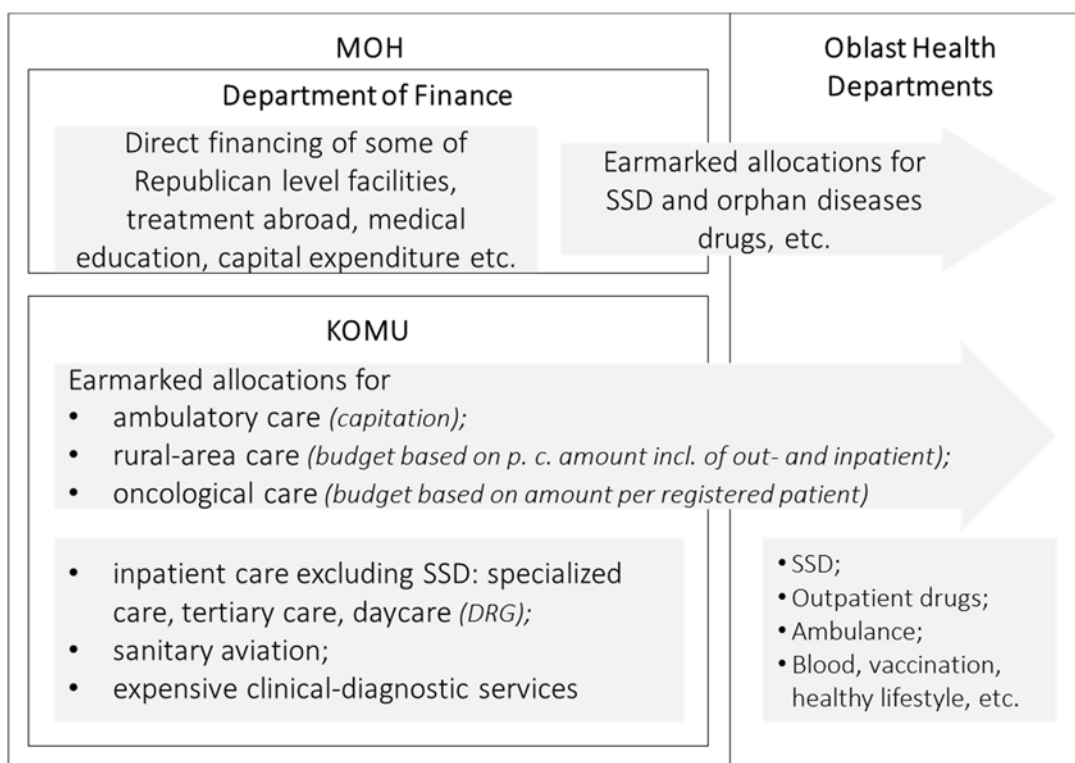 MOH
Department of Finance
Direct financing of some of
Republican level facilities,
treatment abroad, medical
education, capital expenditure etc.
Oblast Health
Departments
Earmarked allocations for
SSD and orphan diseases
drugs, etc.
KOMU
Earmarked allocations for
• ambulatory care (capitation);
• rural-area care (budget based on p. c. amount incl. of out- and inpatient);
• oncological care (budget based on amount per registered patient)
• inpatient care excluding SSD: specialized
care, tertiary care, daycare (DRG);
• sanitary aviation;
• expensive clinical-diagnostic services
• SSD;
• Outpatient drugs;
• Ambulance;
• Blood, vaccination,
healthy lifestyle, etc.